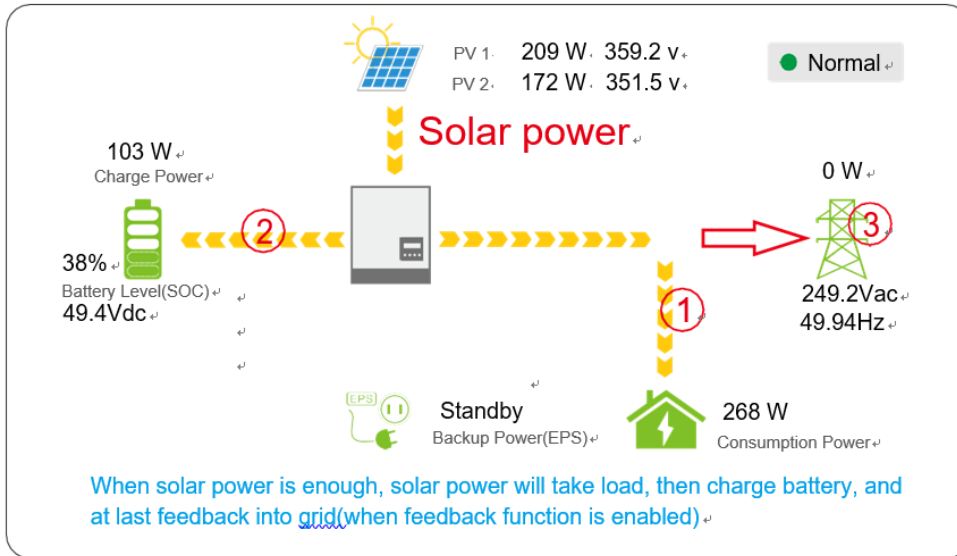 PV 1 209 W 359.2 v
PV 2 172 W 351.5 v
Normal
Solar power
103 W
Charge Power
0 W
2
3
38%
Battery Level(SOC)
49.4Vdc
249.2Vac
49.94Hz
1
EPS
Standby
Backup Power(EPS)
268 W
Consumption Power
When solar power is enough, solar power will take load, then charge battery, and
at last feedback into grid(when feedback function is enabled)